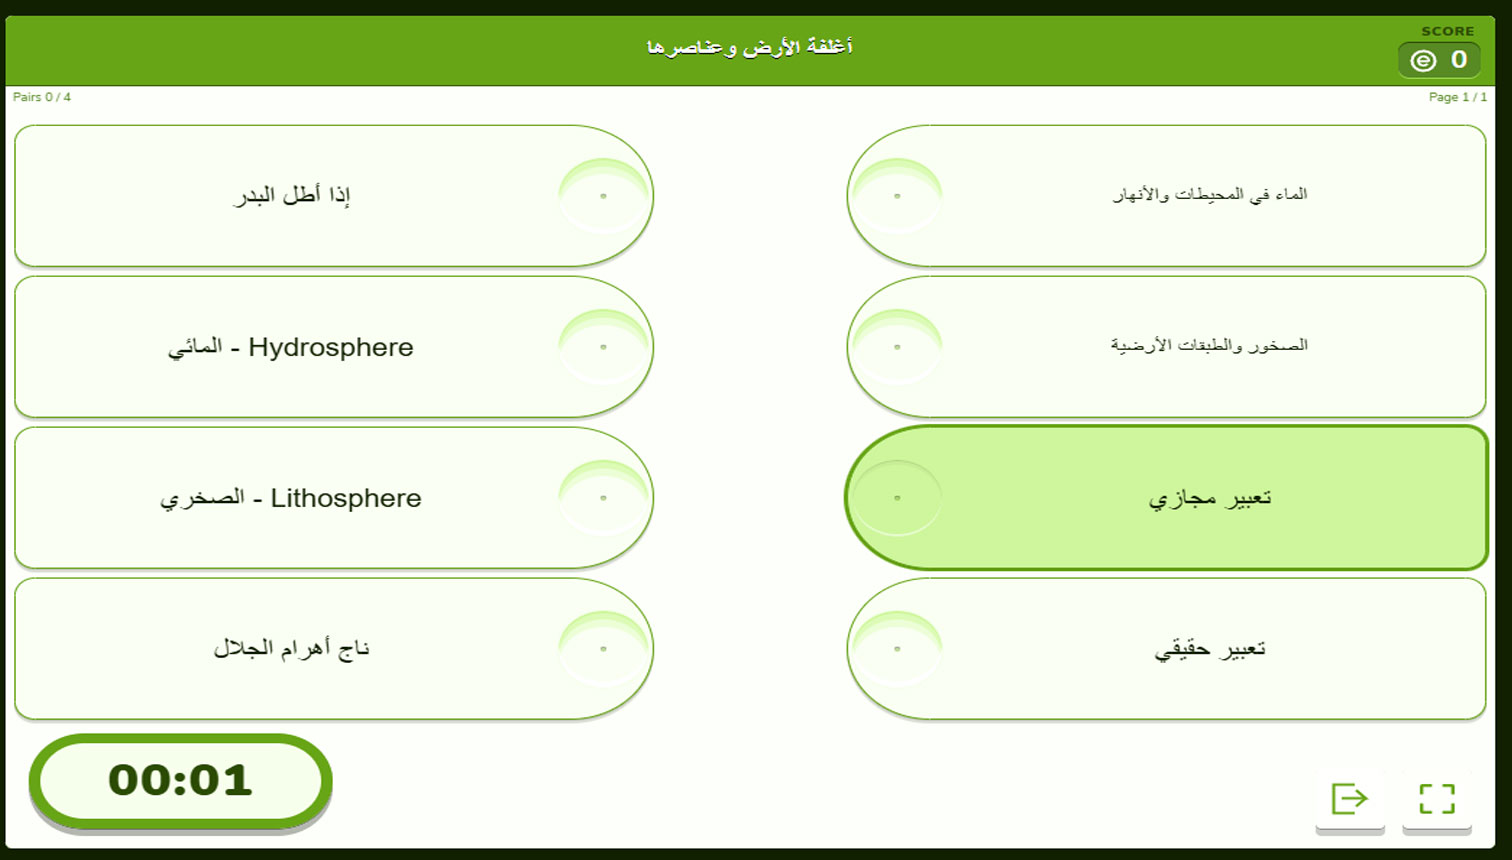 أغلفة الأرض وعناصرها
SCORE
0
Pairs 0 / 4
Page 1 / 1
إذا أطل البدر
الماء في المحيطات والأنهار
Hydrosphere - المائي
الصخور والطبقات الأرضية
Lithosphere - الصخري
تعبير مجازي
ناج أهرام الجلال
تعبير حقيقي
00:01